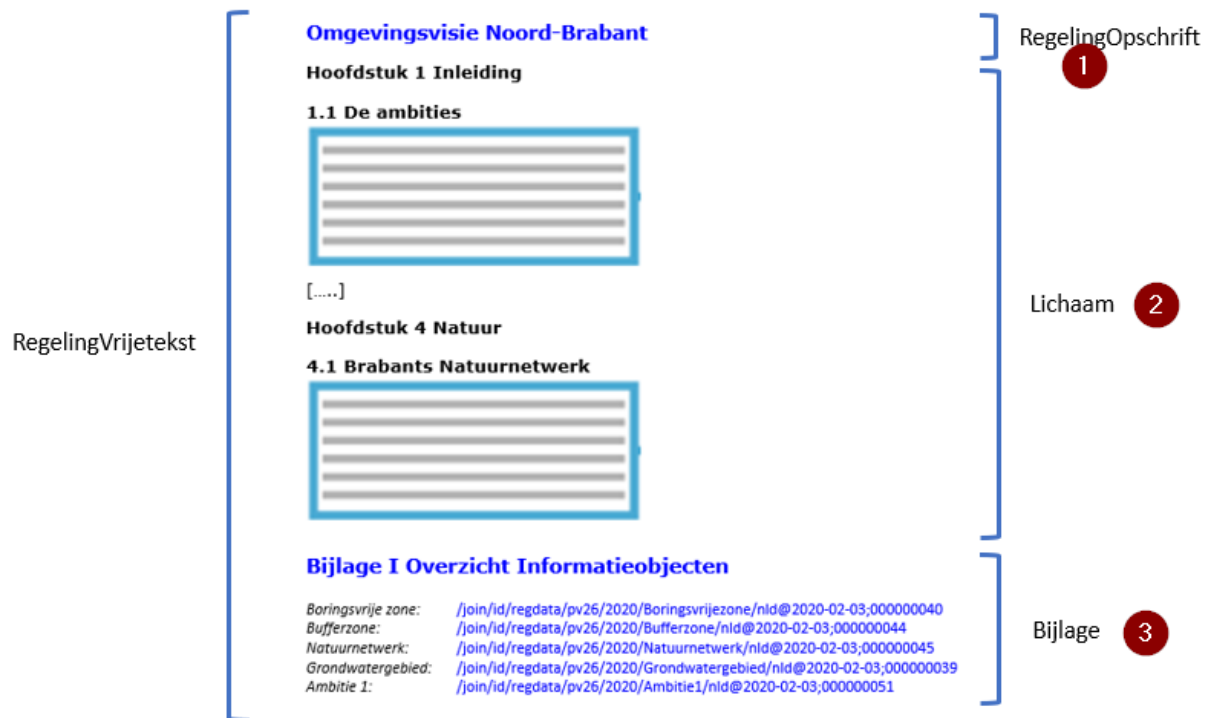 Omgevingsvisie Noord-Brabant
RegelingOpschrift
1
Hoofdstuk 1 Inleiding
1.1 De ambities
[.....]
Lichaam 2
Hoofdstuk 4 Natuur
RegelingVrijetekst
4.1 Brabants Natuurnetwerk
Bijlage I Overzicht Informatieobjecten
Boringsvrije zone: /join/id/regdata/pv26/2020/Boringsvrijezone/nld@2020-02-03;000000040
Bufferzone: /join/id/regdata/pv26/2020/Bufferzone/nld@2020-02-03;000000044
Natuurnetwerk: /join/id/regdata/pv26/2020/Natuurnetwerk/nld@2020-02-03;000000045
Grondwatergebied: /join/id/regdata/pv26/2020/Grondwatergebied/nld@2020-02-03;000000039
Ambitie 1: /join/id/regdata/pv26/2020/Ambitie1/nld@2020-02-03;000000051
Bijlage 3